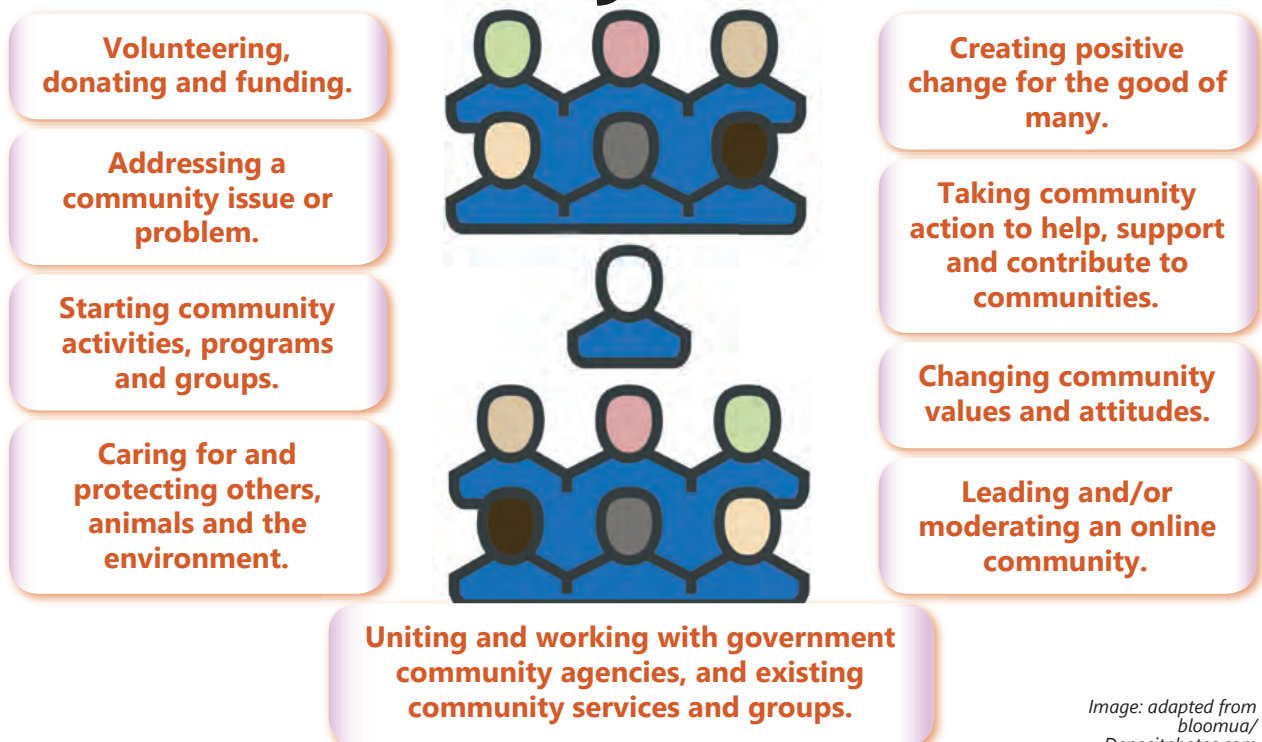 Volunteering,
donating and funding.
Addressing a
community issue or
problem.
Starting community
activities, programs
and groups.
Caring for and
protecting others,
animals and the
environment.
Creating positive
change for the good of
many.
Taking community
action to help, support
and contribute to
communities.
Changing community
values and attitudes.
Leading and/or
moderating an online
community.
Uniting and working with government
community agencies, and existing
community services and groups.
Image: adapted from
bloomua/
Depositphotos.com